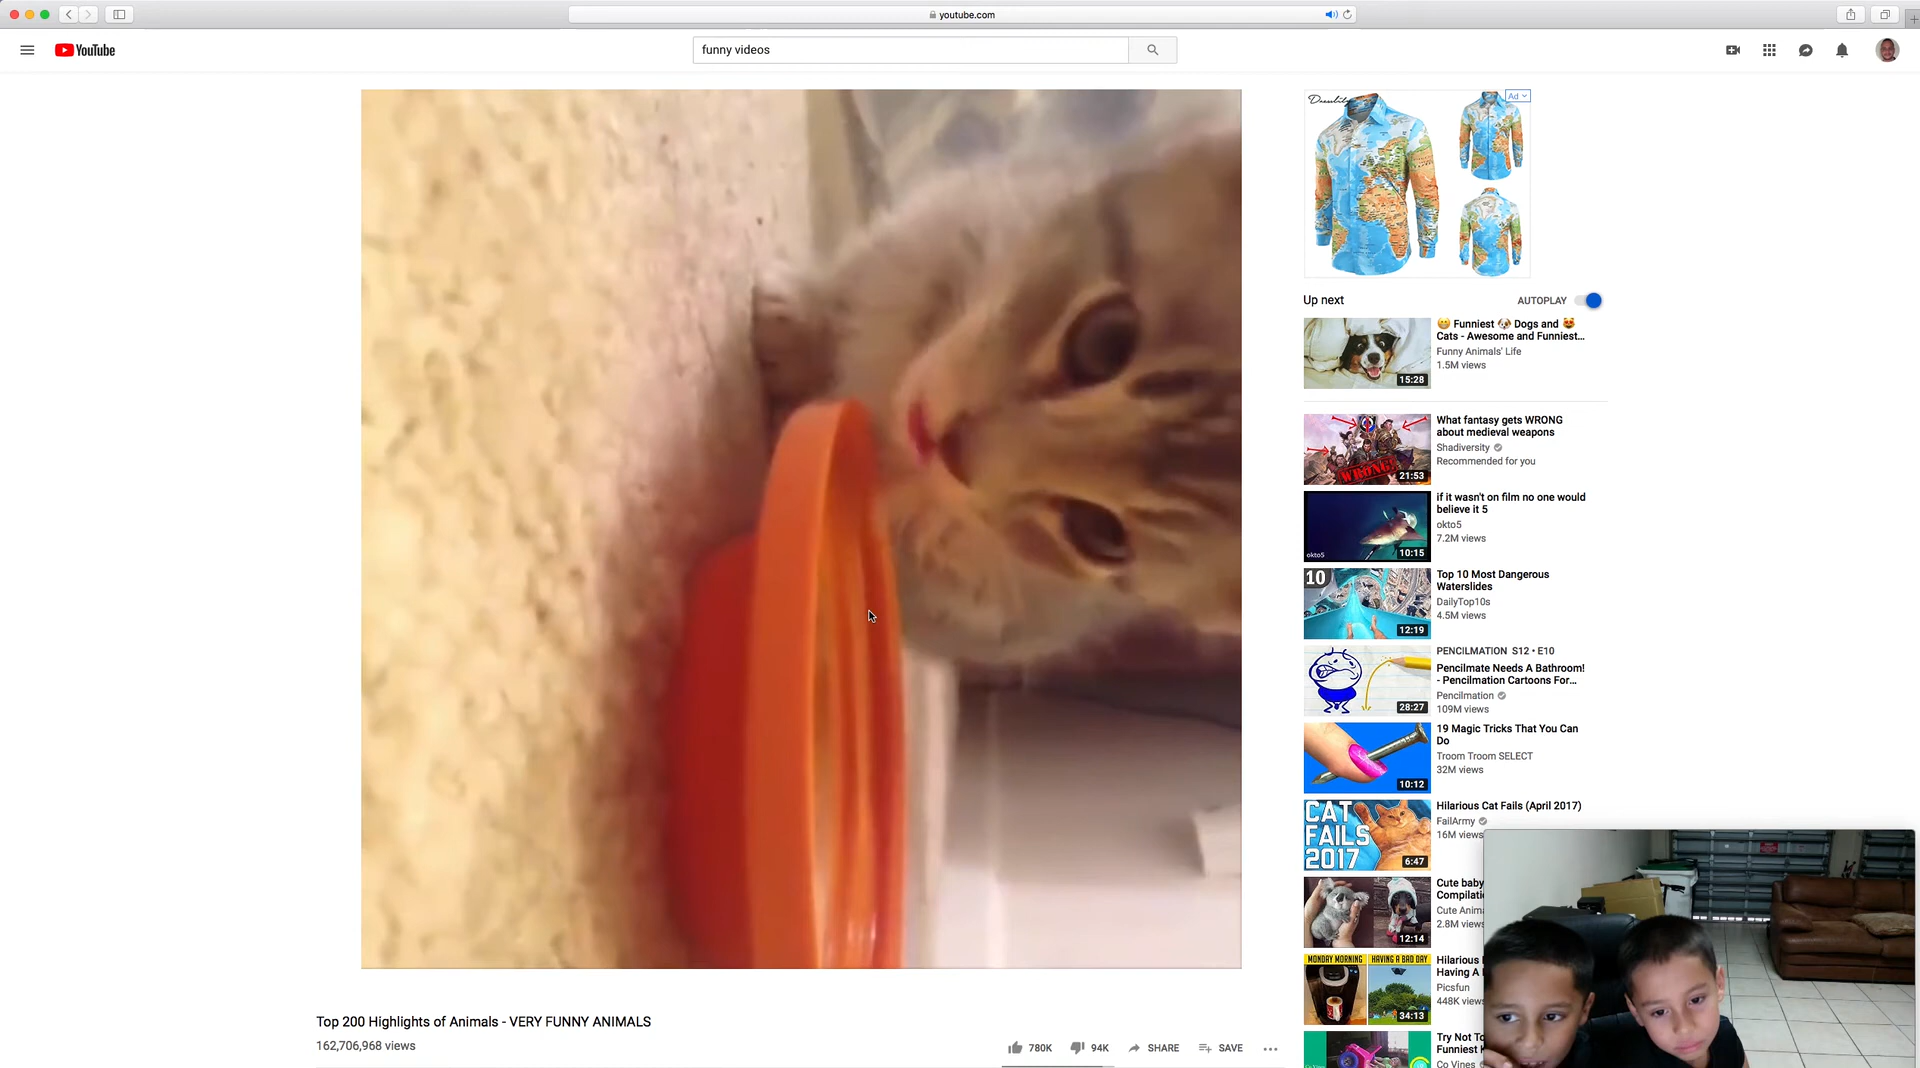 youtube.com
YouTube
funny videos
Dresslily
Ad
Up next
AUTOPLAY
15:28
😁 Funniest 🐶 Dogs and 😻
Cats - Awesome and Funniest...
Funny Animals' Life
1.5M views
WRONG!
21:53
What fantasy gets WRONG
about medieval weapons
Shadiversity
Recommended for you
okto5
10:15
if it wasn't on film no one would
believe it 5
okto5
7.2M views
10
12:19
Top 10 Most Dangerous
Waterslides
DailyTop10s
4.5M views
28:27
PENCILMATION S12 • E10
Pencilmate Needs A Bathroom!
- Pencilmation Cartoons For...
Pencilmation
109M views
10:12
19 Magic Tricks That You Can
Do
Troom Troom SELECT
32M views
CAT
FAILS
2017
6:47
Hilarious Cat Fails (April 2017)
FailArmy
16M views
12:14
Cute baby
Cute Anim
2.8M views
MONDAY MORNING
HAVING A BAD DAY
34:13
Hilarious
Having A
Picsfun
448K views
Try Not To
Funniest
Co Vines
Top 200 Highlights of Animals - VERY FUNNY ANIMALS
162,706,968 views
780K
94K
SHARE
SAVE